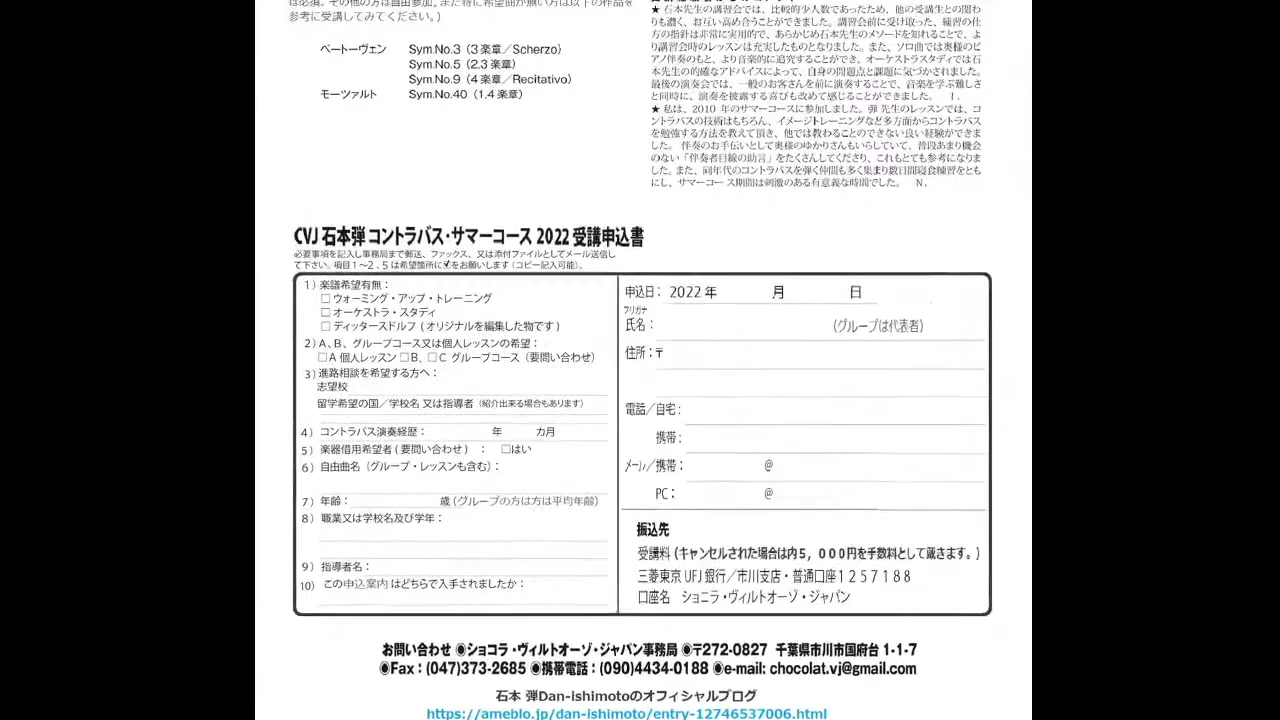 は必須。その他の方は自由参加。また特に希望曲が無い方は以下の作品を
参考に受講してみてください。)
ベートーヴェン Sym.No.3（3 楽章／Scherzo）
Sym.No.5（2.3 楽章）
Sym.No.9（4 楽章／Recitativo）
モーツァルト Sym.No.40（1.4 楽章）
★ 石本先生の講習会では、比較的少人数であったため、他の受講生との関わ
りも濃く、お互い高め合うことができました。講習会前に受け取った、練習の仕
方の指針は非常に実用的で、あらかじめ石本先生のメソードを知れることで、よ
り講習会時のレッスンは充実したものとなりました。また、ソロ曲では奥様のピ
アノ伴奏のもと、より音楽的に追究することができ、オーケストラスタディでは石
本先生の的確なアドバイスによって、自身の問題点と課題に気づかされました。
最後の演奏会では、一般のお客さんを前に演奏することで、音楽を学ぶ難しさ
と同時に、演奏を披露する喜びも改めて感じることができました。 I.
★ 私は、2010 年のサマーコースに参加しました。弾 先生のレッスンでは、コ
ントラバスの技術はもちろん、イメージトレーニングなど多方面からコントラバス
を勉強する方法を教えて頂き、他では教わることのできない良い経験ができま
した。 伴奏のお手伝いとして奥様のゆかりさんもいらしていて、普段あまり機会
のない「伴奏者目線の助言」をたくさんしてくださり、これもとても参考になりま
した。また、同年代のコントラバスを弾く仲間も多く集まり数日間寝食練習をとも
にし、サマーコース期間は刺激のある有意義な時間でした。 N.
CVJ 石本弾 コントラバス・サマーコース 2022 受講申込書
必要事項を記入し事務局まで郵送、ファックス、又は添付ファイルとしてメール送信し
て下さい。項目１〜２、５は希望箇所に☑をお願いします（コピー記入可能）。
1）楽譜希望有無：
□ ウォーミング・アップ・トレーニング
□ オーケストラ・スタディ
□ ディッタースドルフ ( オリジナルを編集した物です )
2）A、B、グループコース又は個人レッスンの希望：
□A 個人レッスン □B、□C グループコース（要問い合わせ）
3）進路相談を希望する方へ：
志望校
留学希望の国／学校名 又は指導者（紹介出来る場合もあります）
4）コントラバス演奏経歴： 年 カ月
5）楽器借用希望者 ( 要問い合わせ ) ： □はい
6）自由曲名（グループ・レッスンも含む）：
7）年齢： 歳（グループの方は方は平均年齢）
8）職業又は学校名及び学年：
9）指導者名：
10）この申込案内はどちらで入手されましたか：
申込日： 2022 年 月 日
フリガナ
氏名： （グループは代表者）
住所：〒
電話／自宅：
携帯：
メール／携帯： @
PC： @
振込先
受講料（キャンセルされた場合は内５，０００円を手数料として戴きます。）
三菱東京 UFJ 銀行／市川支店・普通口座１２５７１８８
口座名 ショコラ・ヴィルトオーゾ・ジャパン
お問い合わせ ◉ショコラ・ヴィルトオーゾ・ジャパン事務局 ◉〒272-0827 千葉県市川市国府台 1-1-7
◉Fax：(047)373-2685 ◉携帯電話：(090)4434-0188 ◉e-mail: chocolat.vj@gmail.com
石本 弾Dan-ishimotoのオフィシャルブログ
https://ameblo.jp/dan-ishimoto/entry-12746537006.html